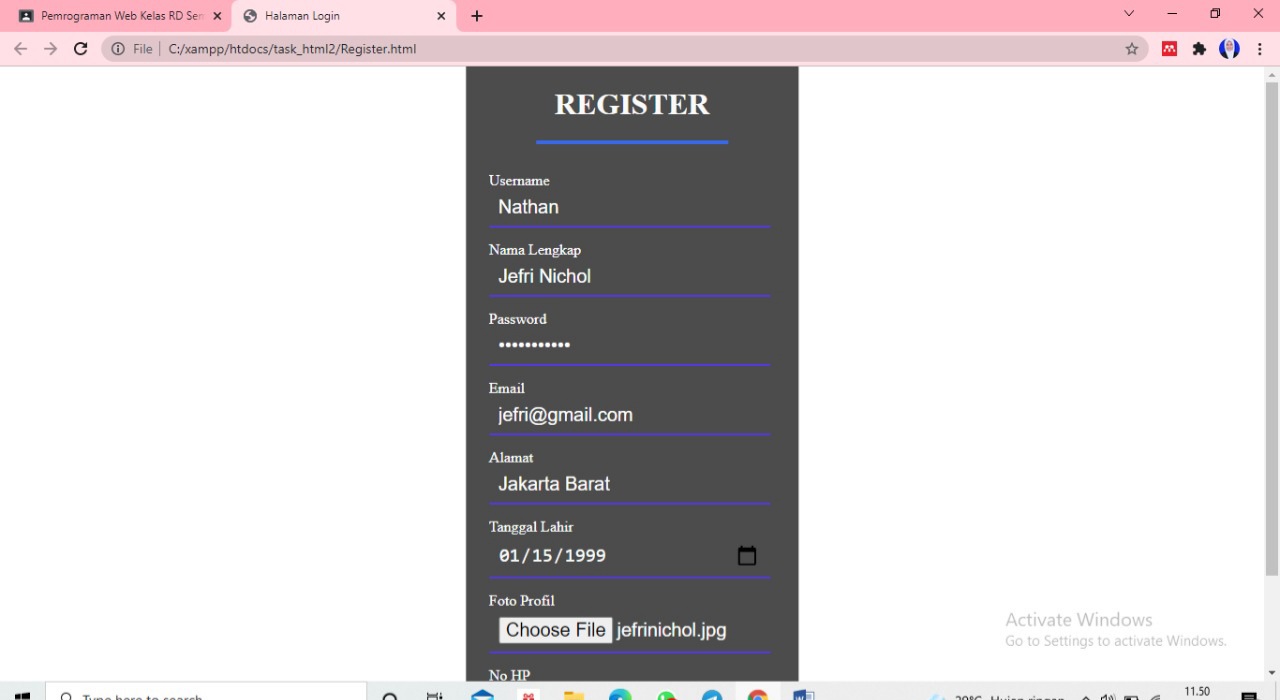 Pemrograman Web Kelas RD Sen
Halaman Login
File
C:/xampp/htdocs/task_html2/Register.html
REGISTER
Username
Nathan
Nama Lengkap
Jefri Nichol
Password
•••••••••••
Email
jefri@gmail.com
Alamat
Jakarta Barat
Tanggal Lahir
01/15/1999
Foto Profil
Choose File jefrinichol.jpg
No HP
Activate Windows
Go to Settings to activate Windows.
Type here to search
Hujan ringan
11.50